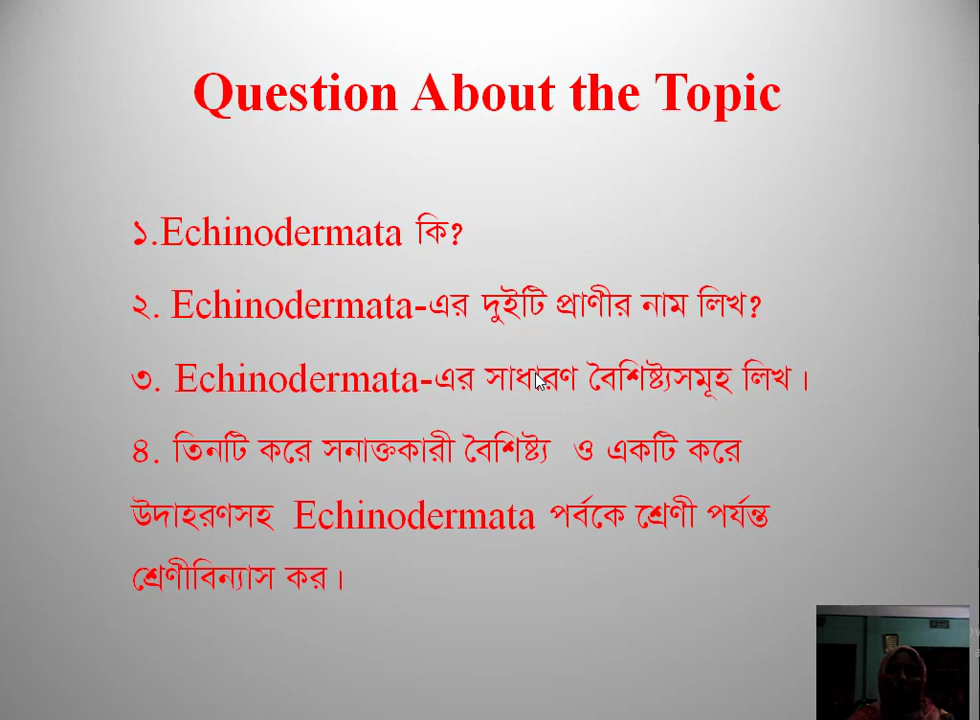 Question About the Topic
১.Echinodermata কি?
২. Echinodermata-এর দুইটি প্রাণীর নাম লিখ?
৩. Echinodermata-এর সাধারণ বৈশিষ্ট্যসমূহ লিখ।
৪. তিনটি করে সনাক্তকারী বৈশিষ্ট্য ও একটি করে
উদাহরণসহ Echinodermata পর্বকে শ্রেণী পর্যন্ত
শ্রেণীবিন্যাস কর।